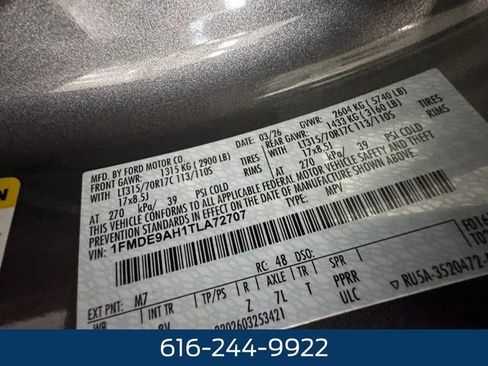 MFD. BY FORD MOTOR CO.
DATE: 03/26 GVWR: 2604 KG (5740 LB)
FRONT GAWR: 1315 KG (2900 LB) REAR GAWR: 1433 KG (3160 LB)
LT315/70R17C 113/110S TIRES LT315/70R17C 113/110S TIRES
17x8.5J RIMS 17x8.5J RIMS
AT 270 kPa/ 39 PSI COLD AT 270 kPa/ 39 PSI COLD
THIS VEHICLE CONFORMS TO ALL APPLICABLE FEDERAL MOTOR VEHICLE SAFETY AND THEFT
PREVENTION STANDARDS IN EFFECT ON THE DATE OF MANUFACTURE SHOWN ABOVE.
VIN: 1FMDE9AH1TLA72707 TYPE: MPV
EXT PNT: M7 RC: 48 DSO:
WB INT TR TP/PS R AXLE TR SPR
Z 7L T PPRR
ULC
RU5A-3520472-
616-244-9922